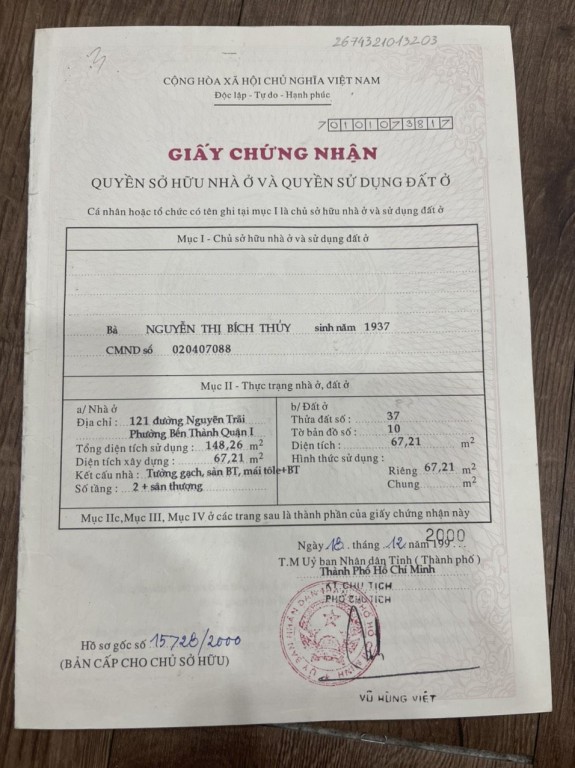 2674321013203
CỘNG HÒA XÃ HỘI CHỦ NGHĨA VIỆT NAM
Độc lập - Tự do - Hạnh phúc
70101073817
GIẤY CHỨNG NHẬN
QUYỀN SỞ HỮU NHÀ Ở VÀ QUYỀN SỬ DỤNG ĐẤT Ở
Cá nhân hoặc tổ chức có tên ghi tại mục I là chủ sở hữu nhà ở và sử dụng đất ở
Mục I - Chủ sở hữu nhà ở và sử dụng đất ở
Bà NGUYỄN THỊ BÍCH THỦY sinh năm 1937
CMND số 020407088
Mục II - Thực trạng nhà ở, đất ở
a/ Nhà ở
Địa chỉ : 121 đường Nguyễn Trãi
Phường Bến Thành Quận I
Tổng diện tích sử dụng : 148,26 m2
Diện tích xây dựng : 67,21 m2
Kết cấu nhà : Tường gạch, sàn BT, mái tôle+BT
Số tầng : 2 + sân thượng
b/ Đất ở
Thửa đất số : 37
Tờ bản đồ số : 10
Diện tích : 67,21 m2
Hình thức sử dụng :
Riêng 67,21 m2
Chung m2
Mục IIc, Mục III, Mục IV ở các trang sau là thành phần của giấy chứng nhận này
Ngày 18 tháng 12 năm 199 2000
T.M Uỷ ban Nhân dân Tỉnh ( Thành phố )
Thành Phố Hồ Chí Minh
KT CHỦ TỊCH
PHÓ CHỦ TỊCH
Hồ sơ gốc số 15728/2000
(BẢN CẤP CHO CHỦ SỞ HỮU)
VŨ HÙNG VIỆT